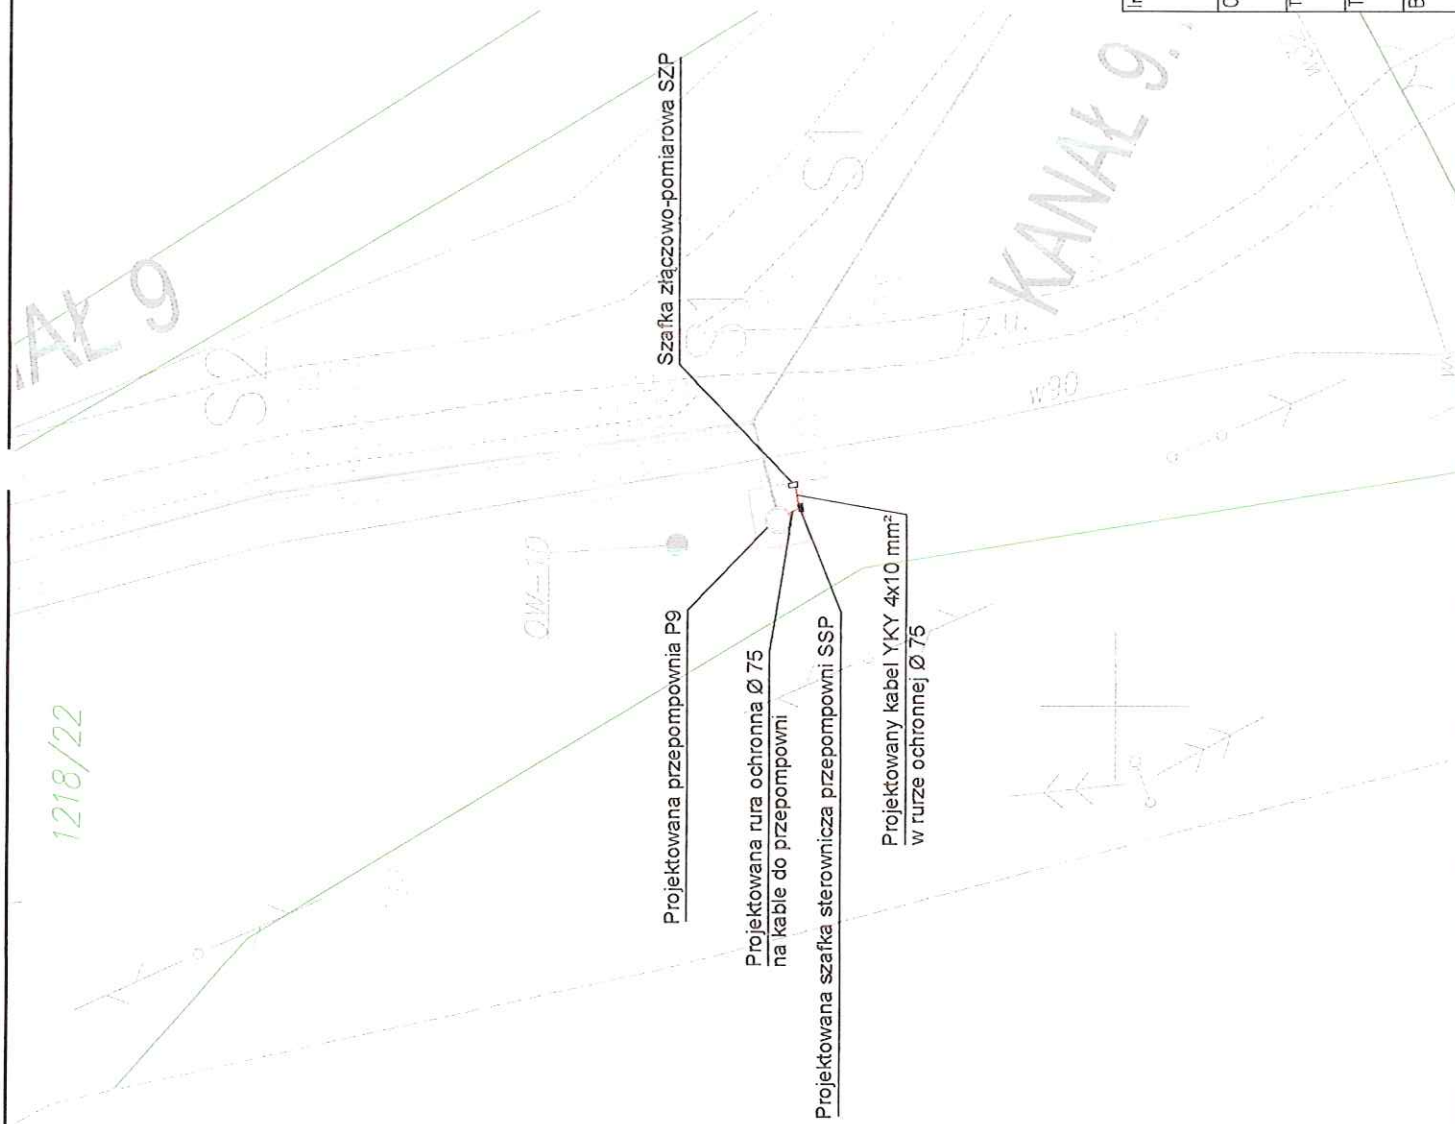 1218/22
AŁ 9
S2
OW-10
Szafka złączowo-pomiarowa SZP
S1
S1
KANAŁ 9.
w30
Projektowana przepompownia P9
Projektowana rura ochronna Ø 75
na kable do przepompowni
Projektowana szafka sterownicza przepompowni SSP
Projektowany kabel YKY 4x10 mm²
w rurze ochronnej Ø 75